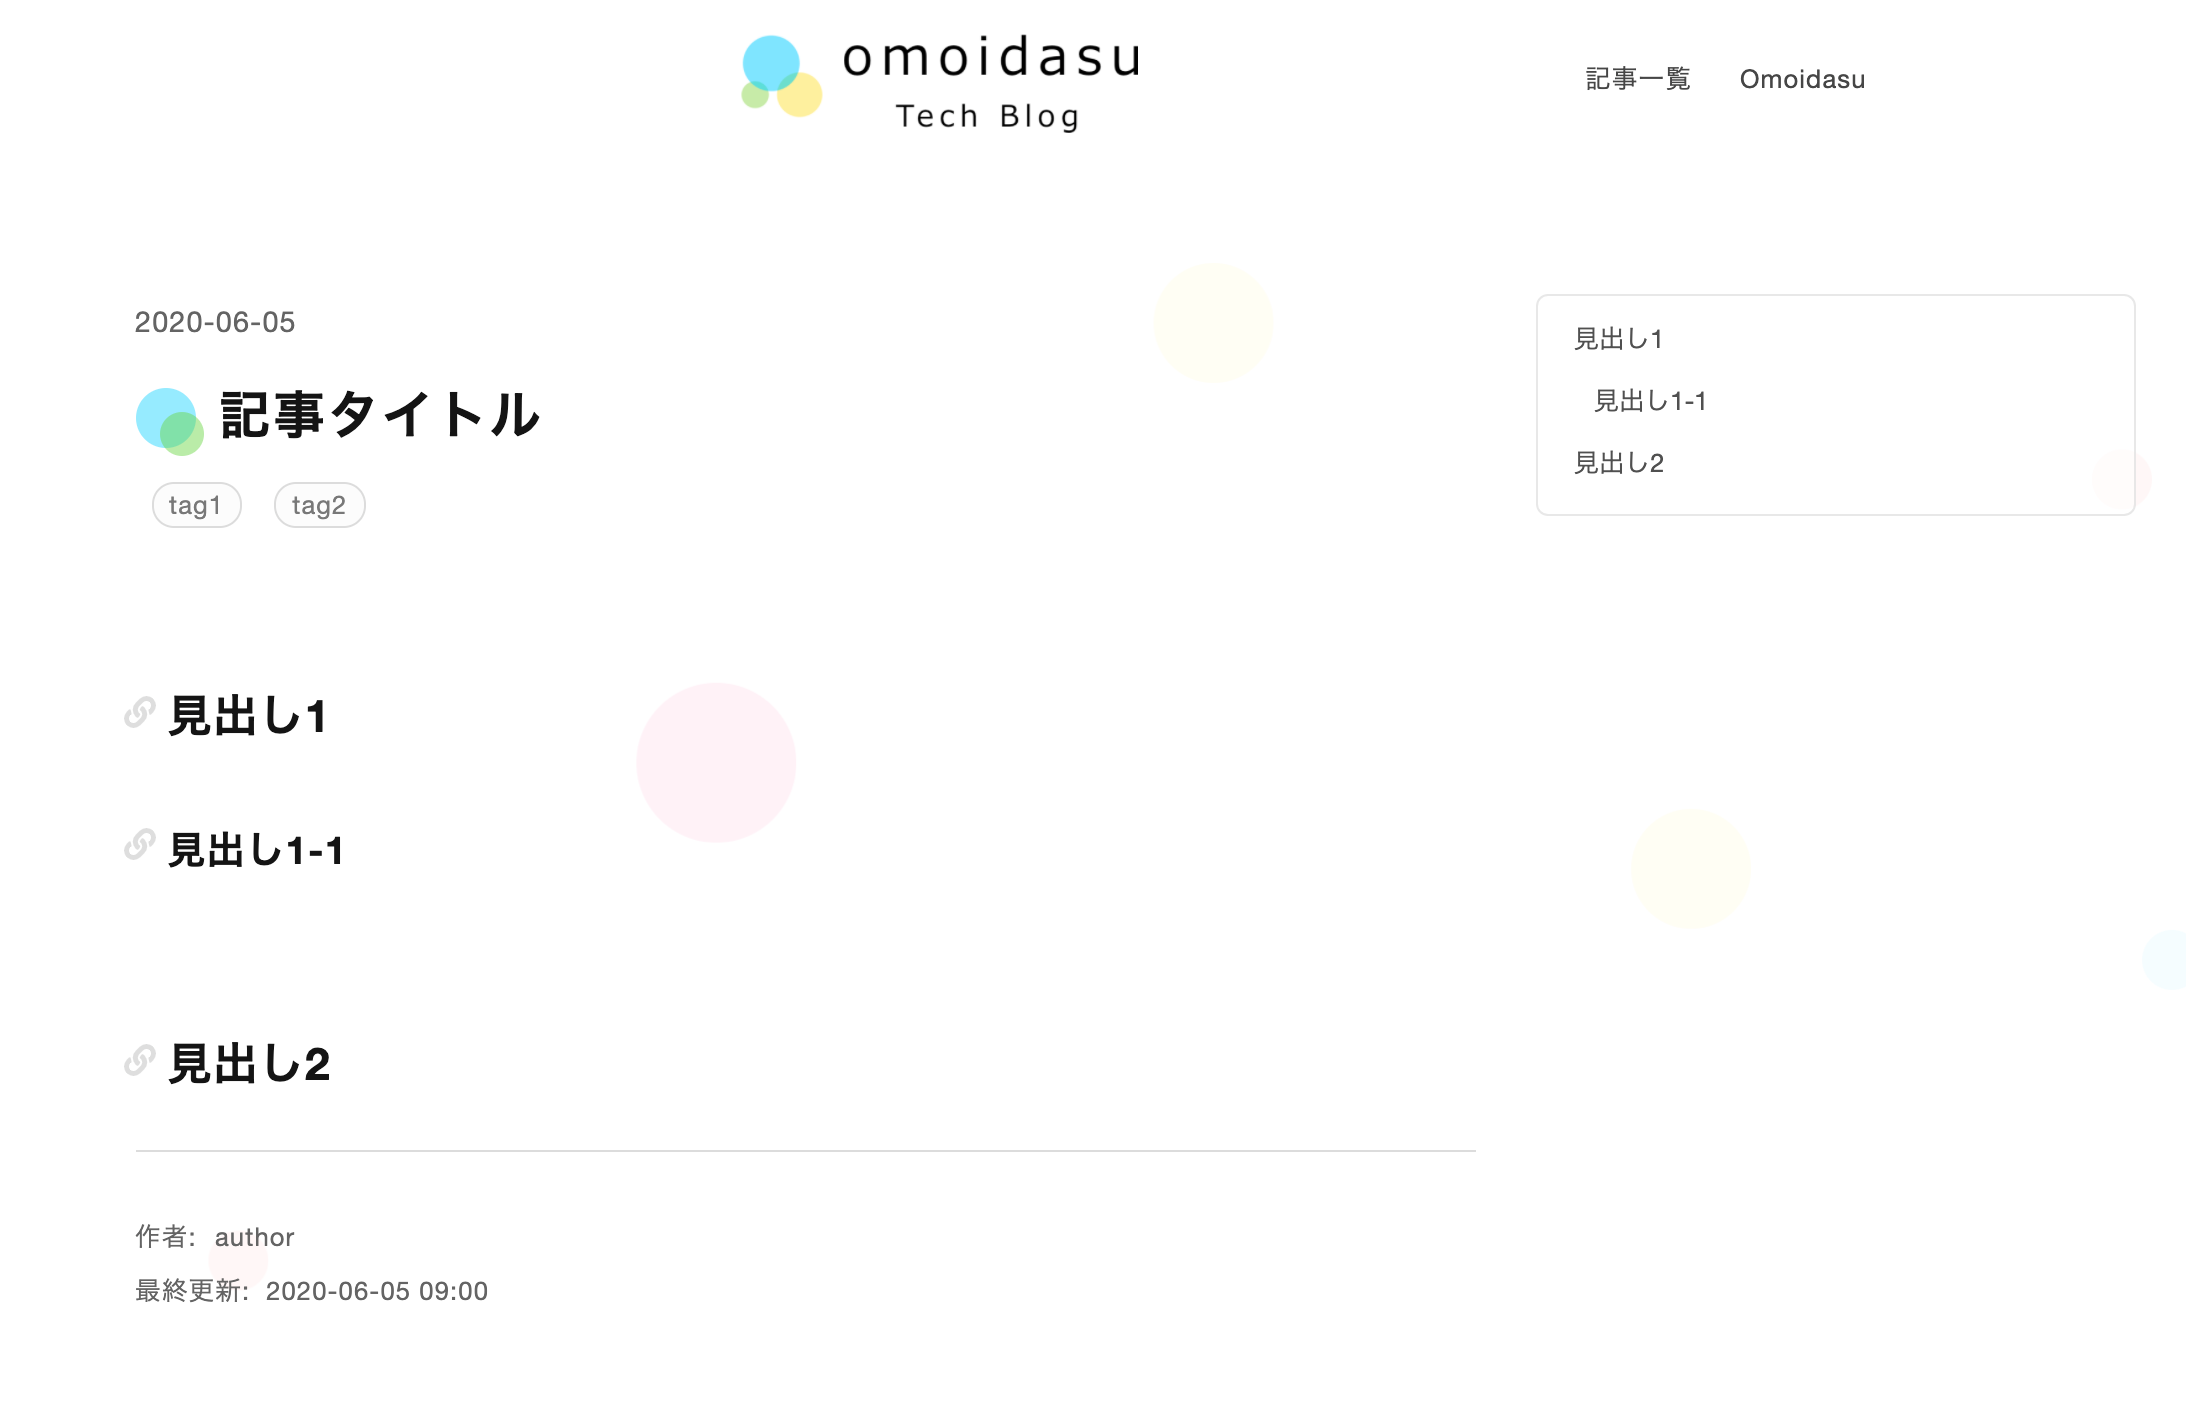 omoidasu
Tech Blog
記事一覧 Omoidasu
2020-06-05
記事タイトル
tag1 tag2
見出し1
見出し1-1
見出し2
見出し1
見出し1-1
見出し2
作者: author
最終更新: 2020-06-05 09:00